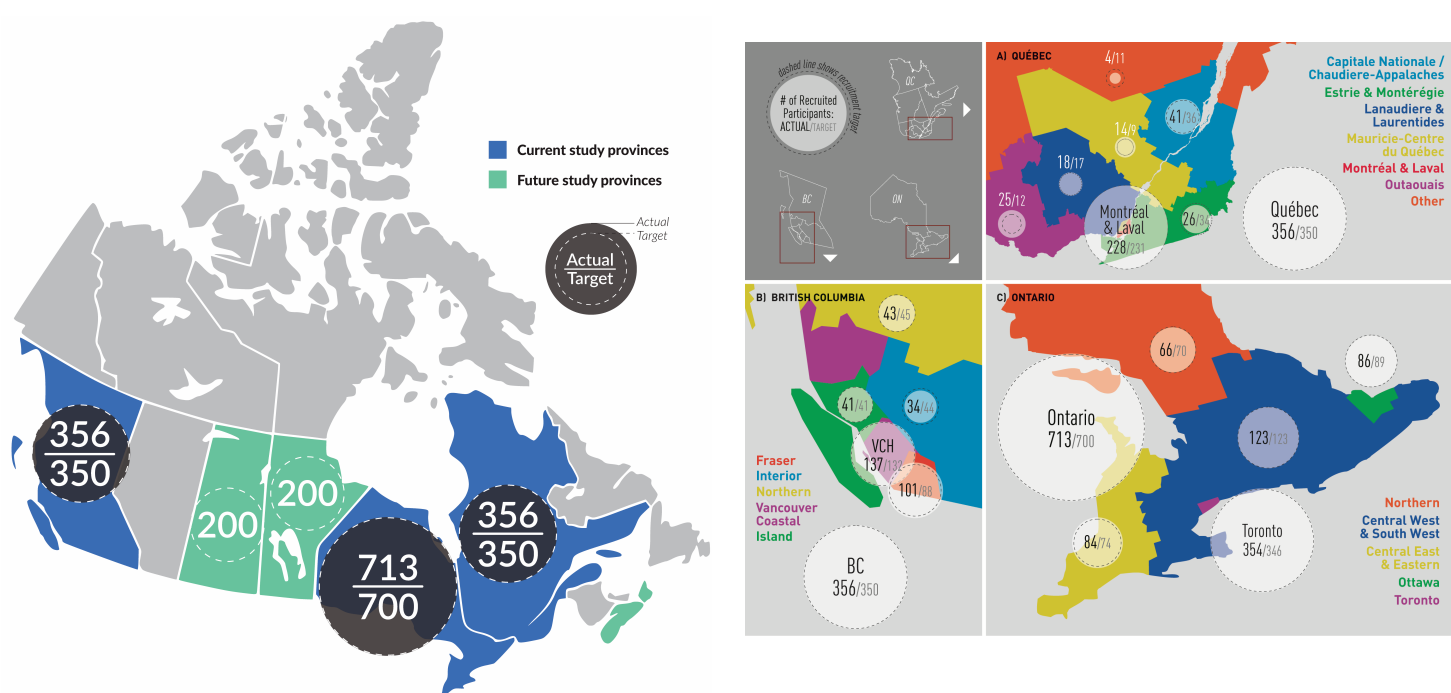 Current study provinces
Future study provinces
Actual
Target
Actual
Target
356
350
200
200
713
700
356
350
dashed line shows recruitment target
# of Recruited
Participants:
ACTUAL/TARGET
QC
BC
ON
A) QUÉBEC
4/11
41/36
14/9
18/17
25/12
Montréal
& Laval
228/231
26/34
Québec
356/350
Capitale Nationale /
Chaudiere-Appalaches
Estrie & Montérégie
Lanaudiere &
Laurentides
Mauricie-Centre
du Québec
Montréal & Laval
Outaouais
Other
B) BRITISH COLUMBIA
43/45
41/41
34/44
VCH
137/132
101/88
Fraser
Interior
Northern
Vancouver
Coastal
Island
BC
356/350
C) ONTARIO
66/70
86/89
Ontario
713/700
123/123
84/74
Toronto
354/346
Northern
Central West
& South West
Central East
& Eastern
Ottawa
Toronto